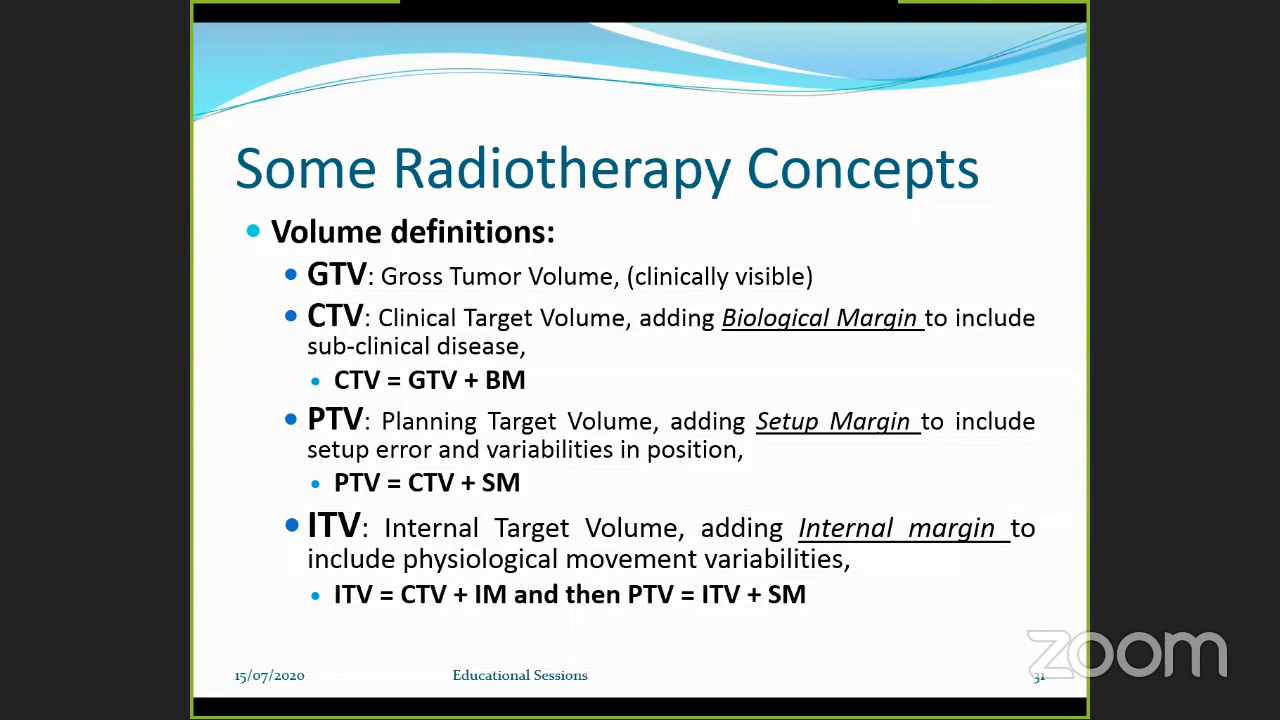 Some Radiotherapy Concepts
Volume definitions:
GTV: Gross Tumor Volume, (clinically visible)
CTV: Clinical Target Volume, adding Biological Margin to include
sub-clinical disease,
CTV = GTV + BM
PTV: Planning Target Volume, adding Setup Margin to include
setup error and variabilities in position,
PTV = CTV + SM
ITV: Internal Target Volume, adding Internal margin to
include physiological movement variabilities,
ITV = CTV + IM and then PTV = ITV + SM
15/07/2020
Educational Sessions
31
zoom